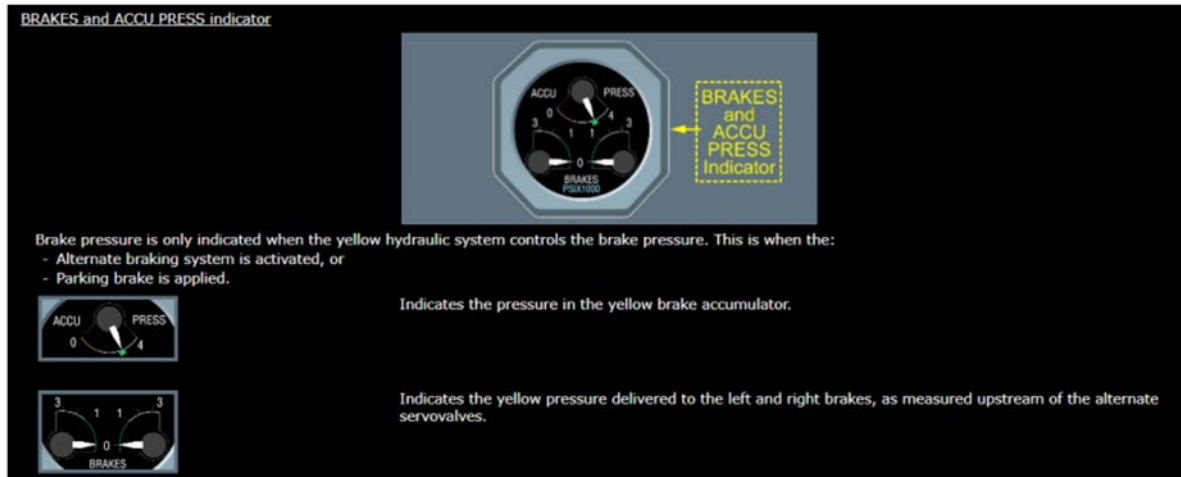 BRAKES and ACCU PRESS indicator
ACCU PRESS
0 4
3 1 1 3
0
BRAKES
PSIX1000
BRAKES
and
ACCU
PRESS
Indicator
Brake pressure is only indicated when the yellow hydraulic system controls the brake pressure. This is when the:
- Alternate braking system is activated, or
- Parking brake is applied.
ACCU PRESS
0 4
Indicates the pressure in the yellow brake accumulator.
3 1 1 3
0
BRAKES
Indicates the yellow pressure delivered to the left and right brakes, as measured upstream of the alternate
servovalves.